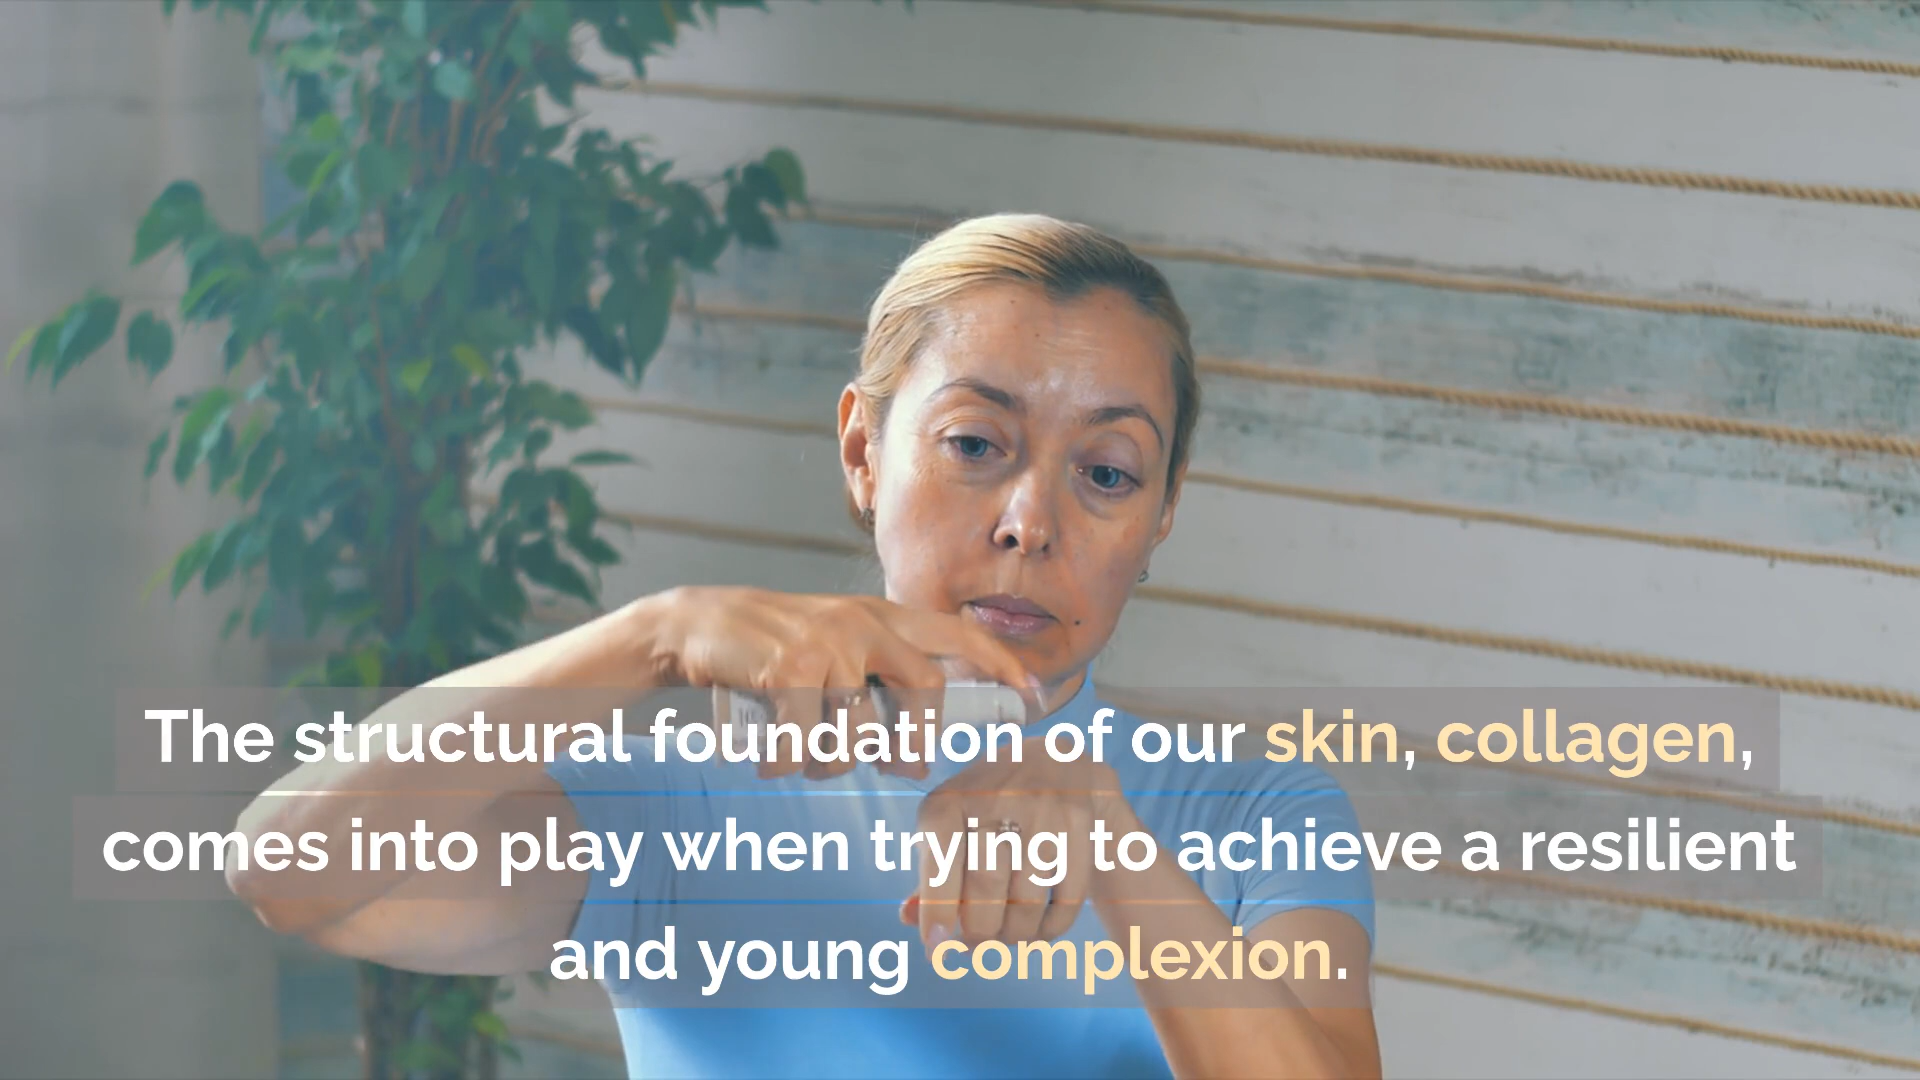 The structural foundation of our skin, collagen,
comes into play when trying to achieve a resilient
and young complexion.